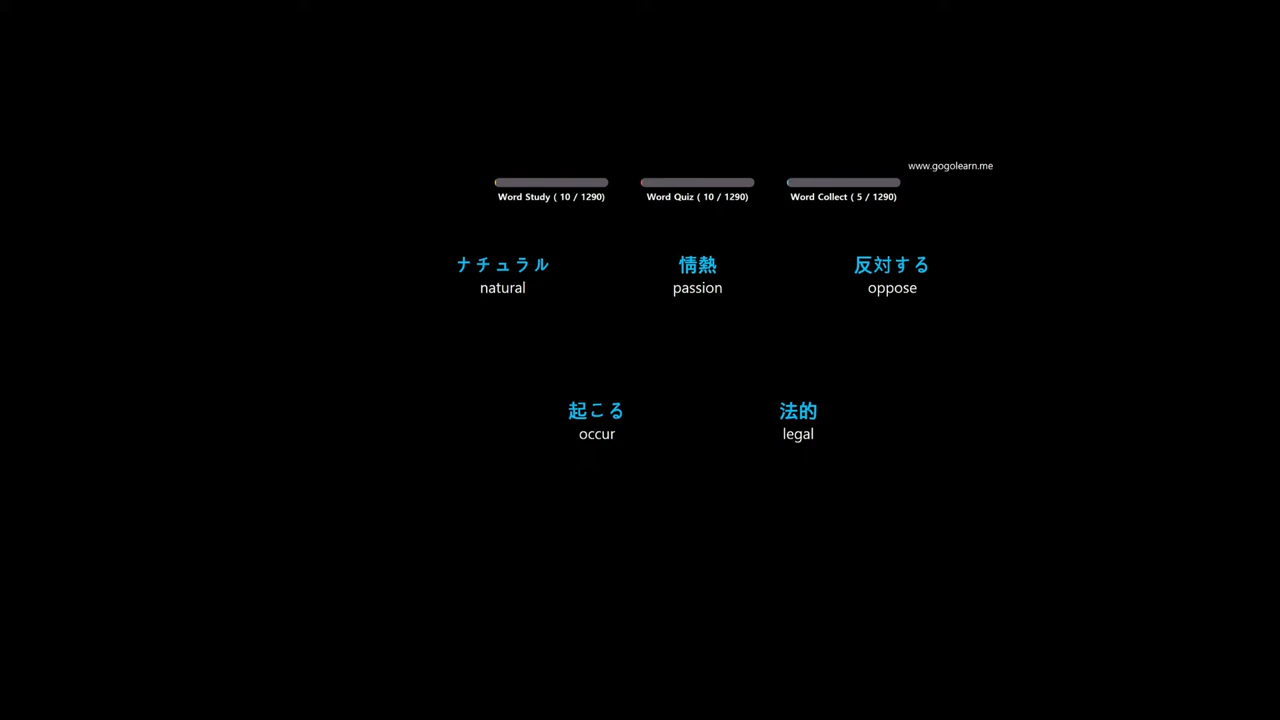 www.gogolearn.me
Word Study ( 10 / 1290)
Word Quiz ( 10 / 1290)
Word Collect ( 5 / 1290)
ナチュラル
natural
情熱
passion
反対する
oppose
起こる
occur
法的
legal